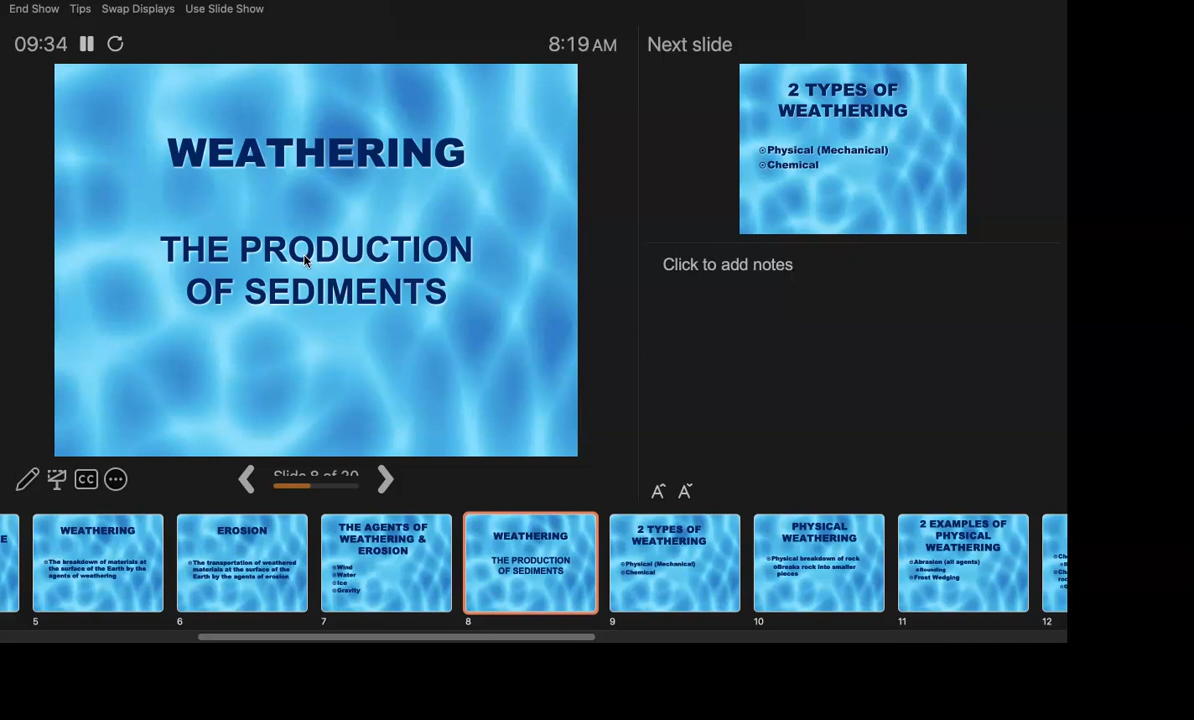 End Show Tips Swap Displays Use Slide Show
09:34
8:19 AM
Next slide
WEATHERING
THE PRODUCTION
OF SEDIMENTS
2 TYPES OF
WEATHERING
Physical (Mechanical)
Chemical
Click to add notes
CC
Slide 8 of 20
WEATHERING
The breakdown of materials at
the surface of the Earth by the
agents of weathering
5
EROSION
The transportation of weathered
materials at the surface of the
Earth by the agents of erosion
6
THE AGENTS OF
WEATHERING &
EROSION
Wind
Water
Ice
Gravity
7
WEATHERING
THE PRODUCTION
OF SEDIMENTS
8
2 TYPES OF
WEATHERING
Physical (Mechanical)
Chemical
9
PHYSICAL
WEATHERING
Physical breakdown of rock
Breaks rock into smaller
pieces
10
2 EXAMPLES OF
PHYSICAL
WEATHERING
Abrasion (all agents)
Rounding
Frost Wedging
11
12